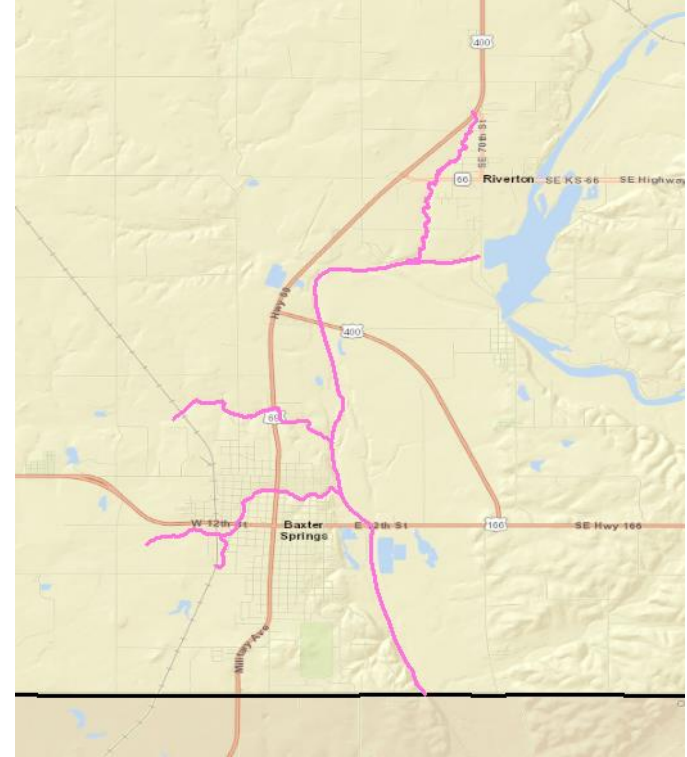 400
SE 70th St
66
Riverton
SE KS-66
SE Highway
Hwy 69
400
69
W 12th St
Baxter
Springs
E 12th St
166
SE Hwy 166
Military Ave